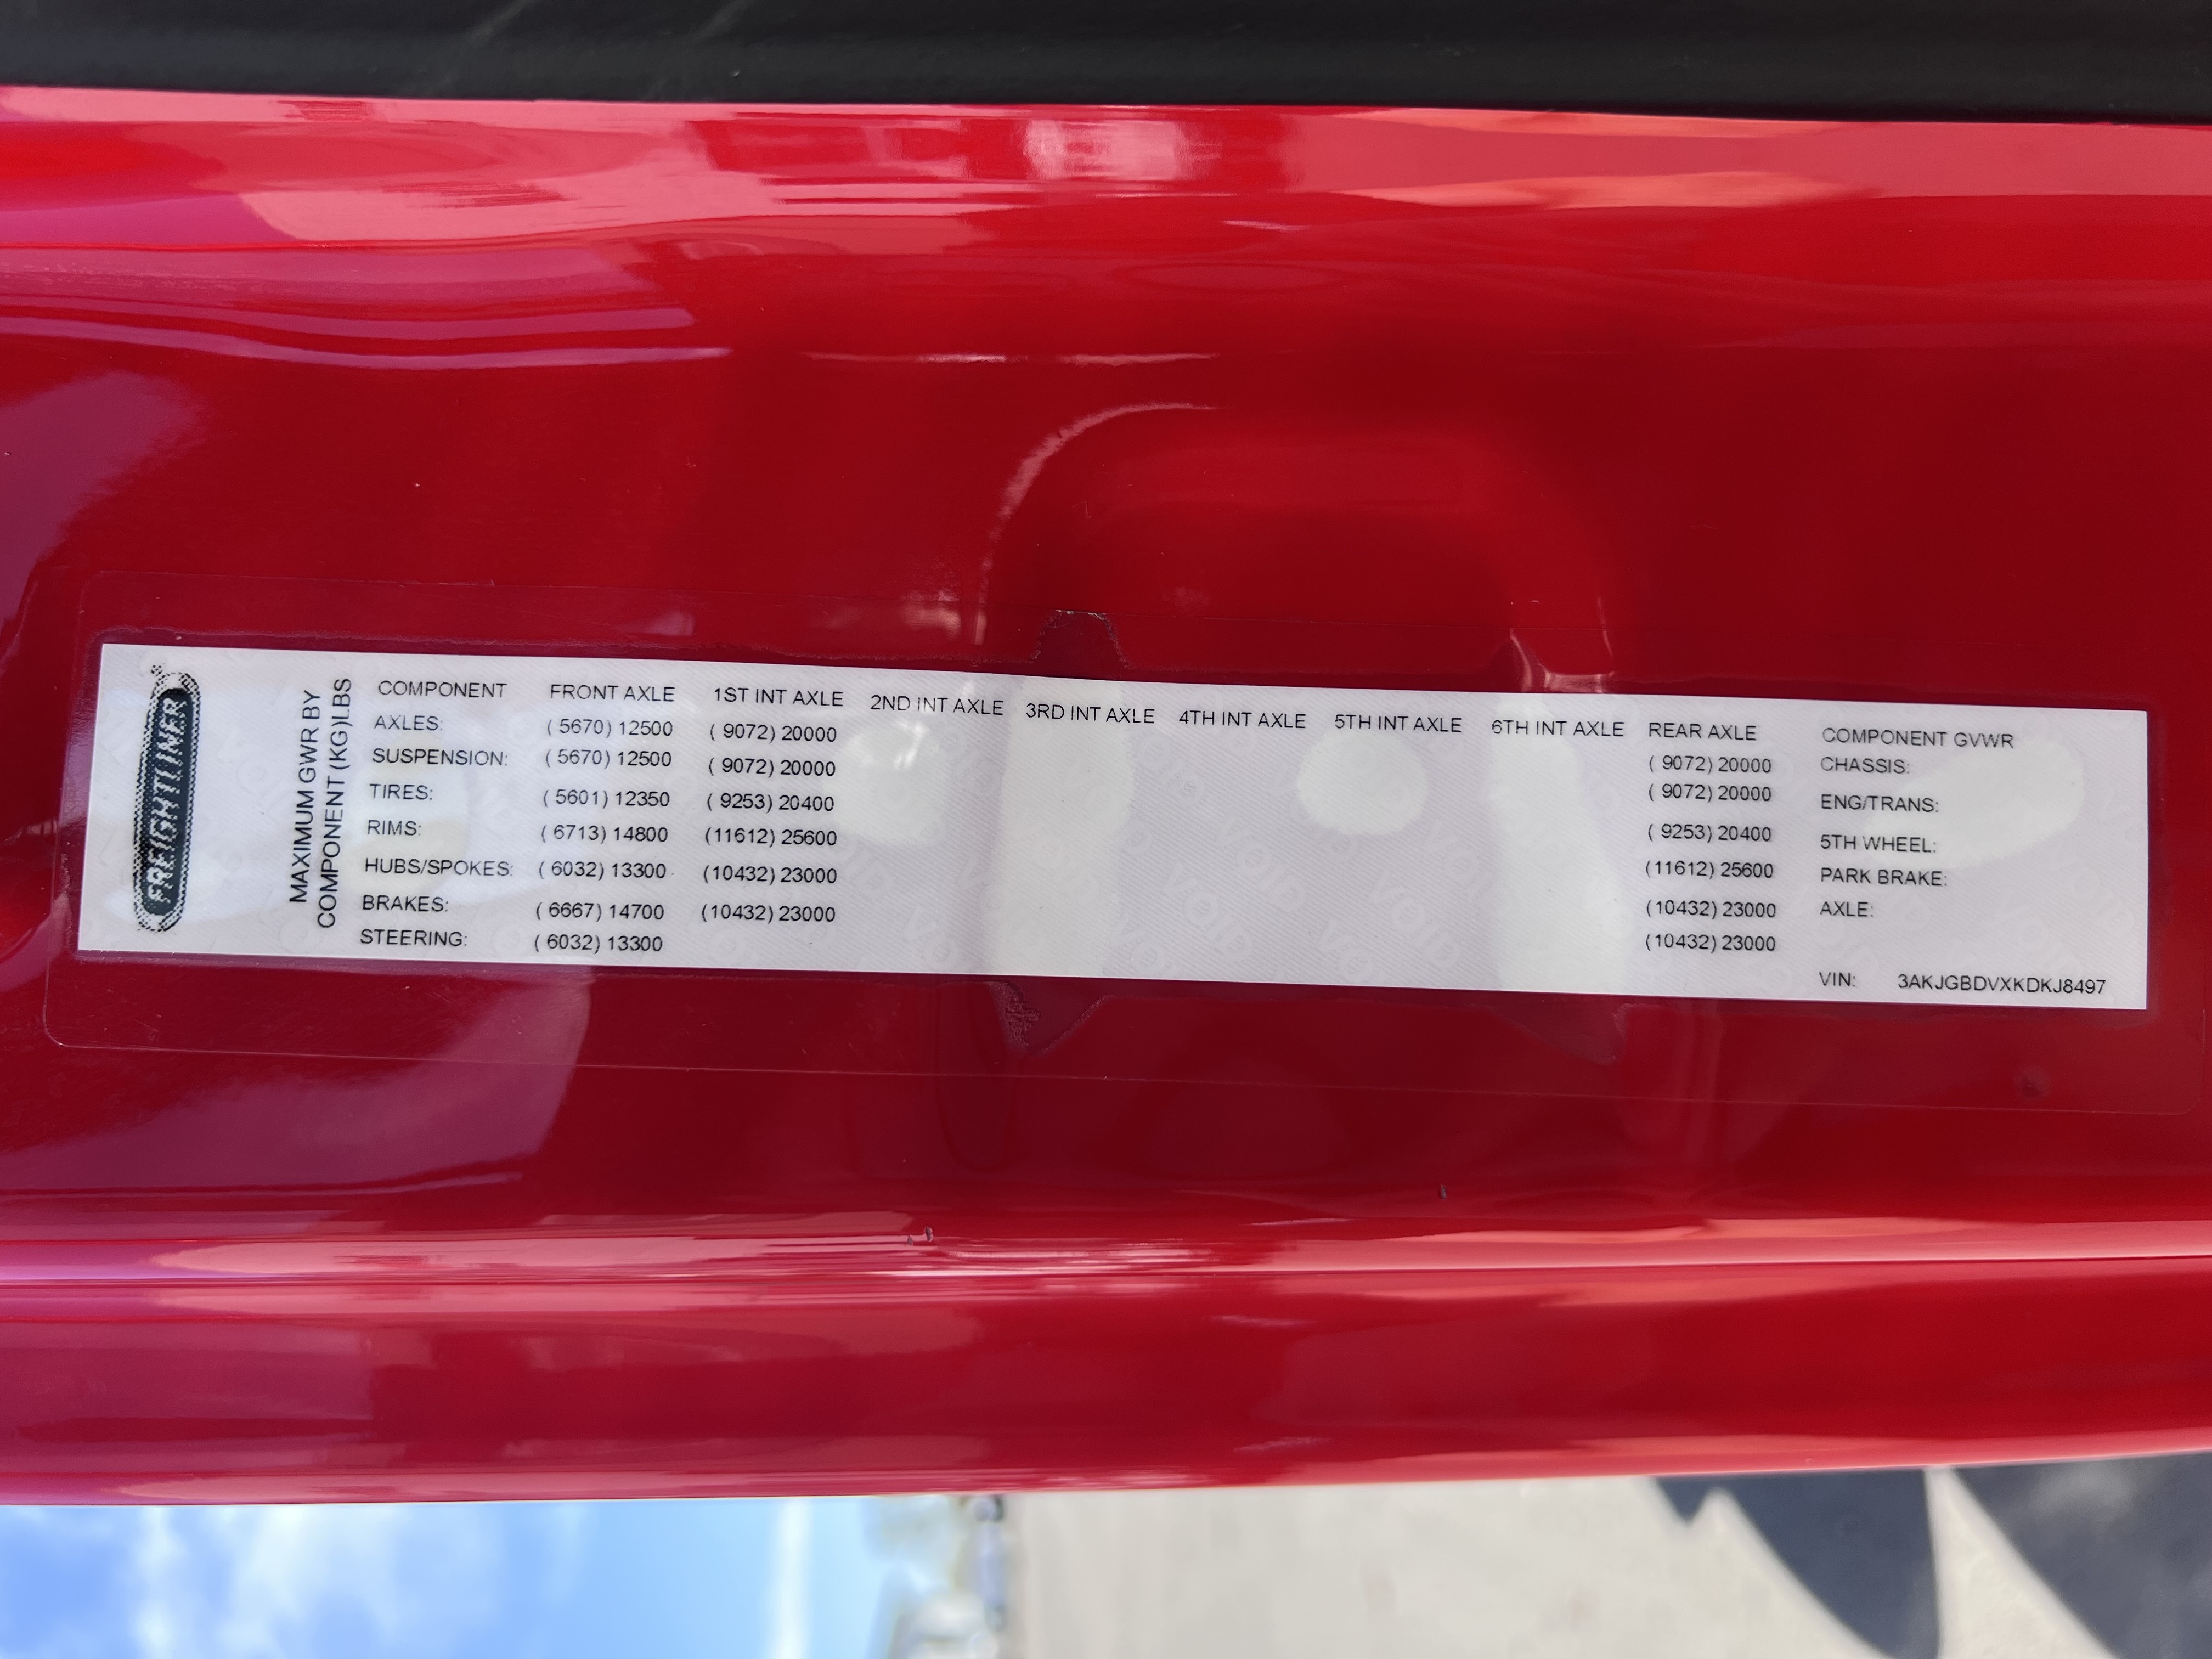 FREIGHTLINER
MAXIMUM GWR BY
COMPONENT (KG)LBS
COMPONENT FRONT AXLE 1ST INT AXLE 2ND INT AXLE 3RD INT AXLE 4TH INT AXLE 5TH INT AXLE 6TH INT AXLE REAR AXLE COMPONENT GVWR
AXLES: ( 5670) 12500 ( 9072) 20000 ( 9072) 20000 CHASSIS:
SUSPENSION: ( 5670) 12500 ( 9072) 20000 ( 9072) 20000 ENG/TRANS:
TIRES: ( 5601) 12350 ( 9253) 20400 ( 9253) 20400 5TH WHEEL:
RIMS: ( 6713) 14800 (11612) 25600 (11612) 25600 PARK BRAKE:
HUBS/SPOKES: ( 6032) 13300 (10432) 23000 (10432) 23000 AXLE:
BRAKES: ( 6667) 14700 (10432) 23000 (10432) 23000
STEERING: ( 6032) 13300
VIN: 3AKJGBDVXKDKJ8497